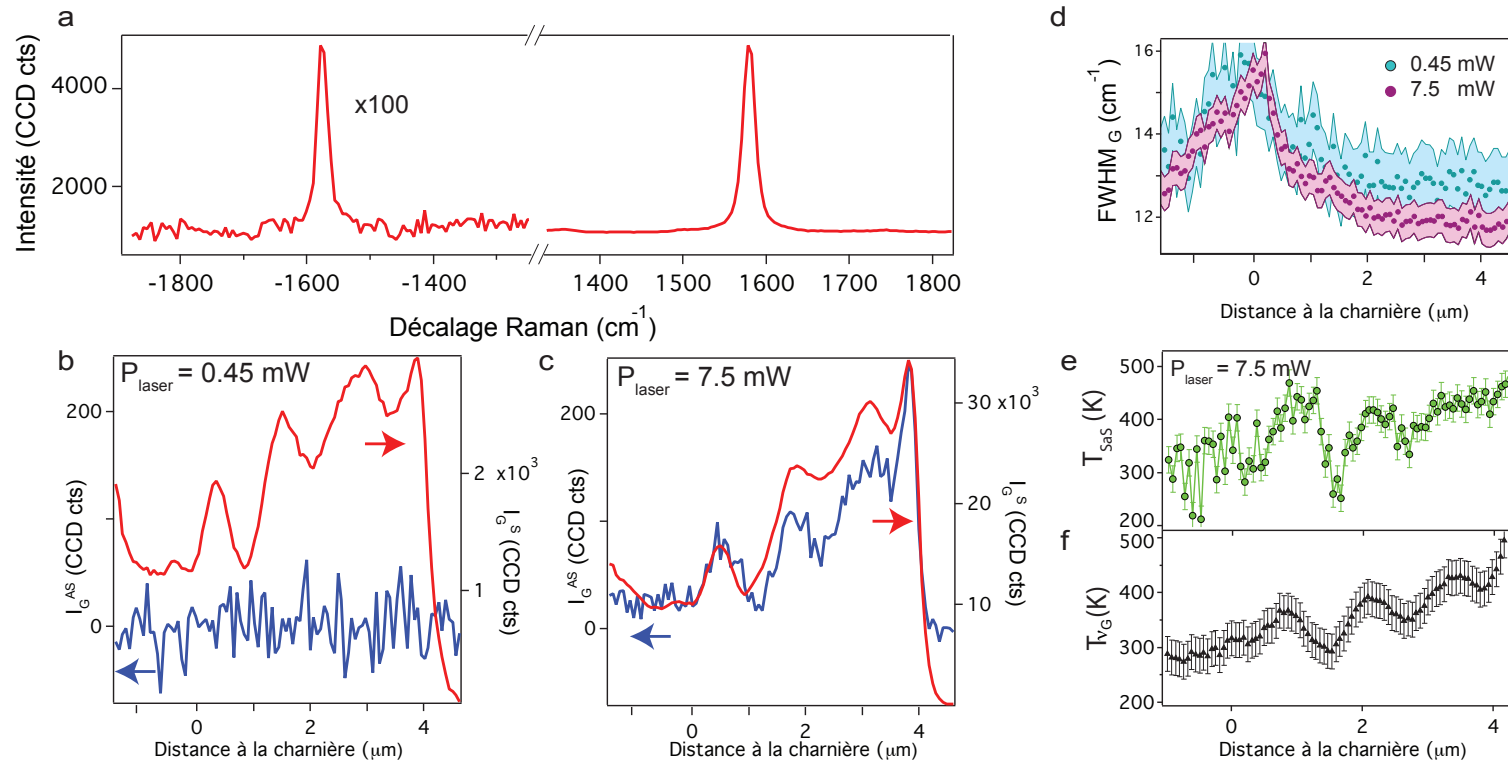 a
Intensité (CCD cts)
4000
2000
x100
-1800
-1600
-1400
1400
1500
1600
1700
1800
Décalage Raman (cm-1)
d
FWHM G (cm-1)
16
14
12
0.45 mW
7.5 mW
0
2
4
Distance à la charnière (μm)
b
Plaser = 0.45 mW
IGAS (CCD cts)
200
0
2 x103
1
IGS (CCD cts)
0
2
4
Distance à la charnière (μm)
c
Plaser = 7.5 mW
IGAS (CCD cts)
200
0
30 x103
20
10
IGS (CCD cts)
0
2
4
Distance à la charnière (μm)
e
Plaser = 7.5 mW
TSaS (K)
500
400
300
200
f
TνG(K)
500
400
300
200
0
2
4
Distance à la charnière (μm)